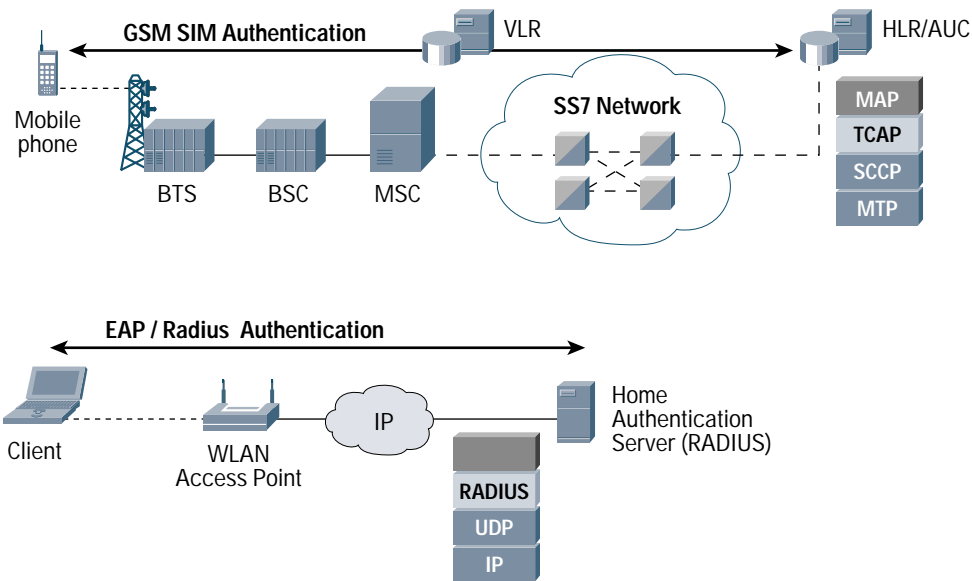 GSM SIM Authentication
VLR
HLR/AUC
Mobile
phone
SS7 Network
MAP
TCAP
SCCP
MTP
BTS
BSC
MSC
EAP / Radius Authentication
Client
WLAN
Access Point
IP
Home
Authentication
Server (RADIUS)
RADIUS
UDP
IP